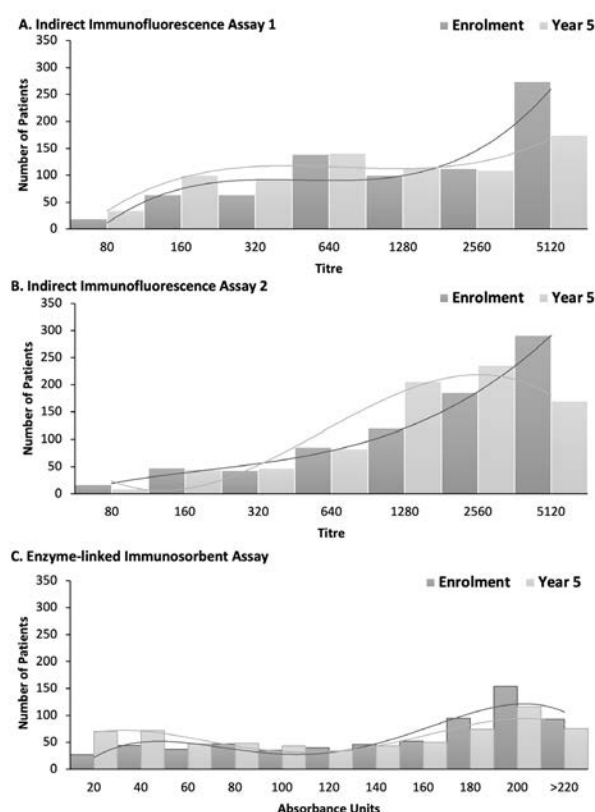 A. Indirect Immunofluorescence Assay 1
Enrolment Year 5
350
300
250
200
150
100
50
0
Number of Patients
80 160 320 640 1280 2560 5120
Titre
B. Indirect Immunofluorescence Assay 2
Enrolment Year 5
350
300
250
200
150
100
50
0
Number of Patients
80 160 320 640 1280 2560 5120
Titre
C. Enzyme-linked Immunosorbent Assay
Enrolment Year 5
350
300
250
200
150
100
50
0
Number of Patients
20 40 60 80 100 120 140 160 180 200 >220
Absorbance Units